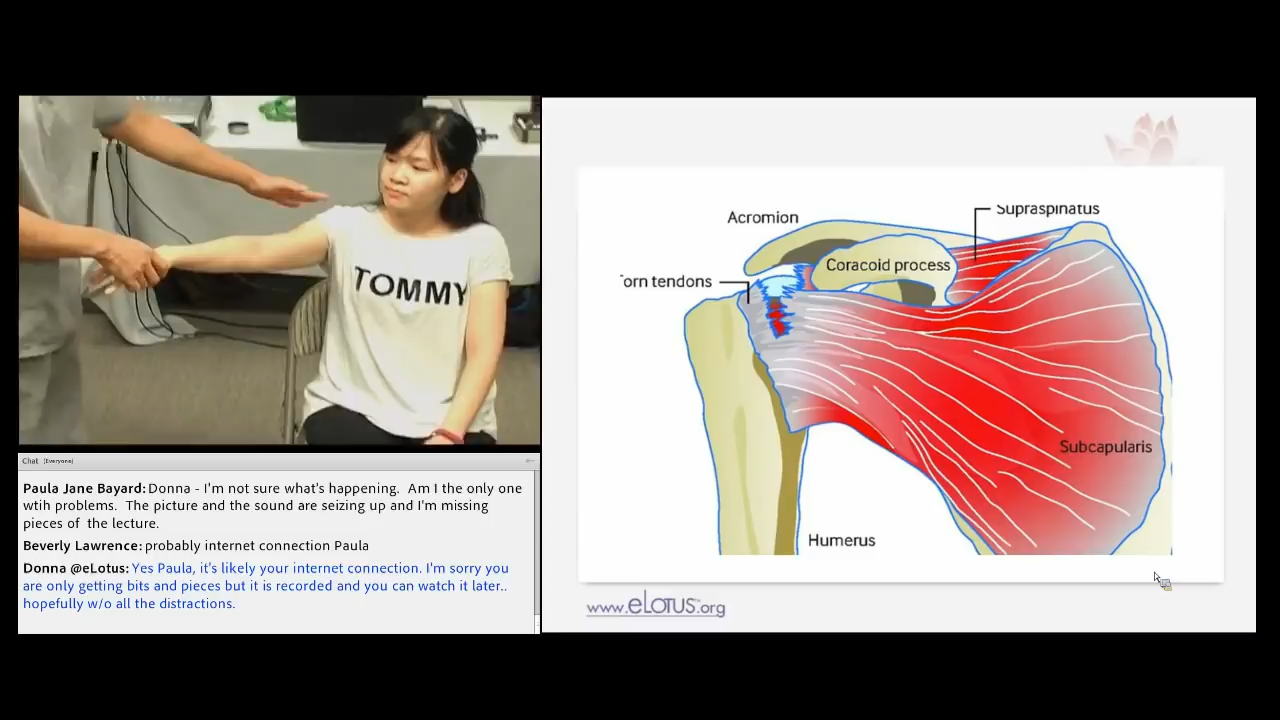 TOMMY
Chat (Everyone)
Paula Jane Bayard: Donna - I'm not sure what's happening. Am I the only one
wtih problems. The picture and the sound are seizing up and I'm missing
pieces of the lecture.
Beverly Lawrence: probably internet connection Paula
Donna @eLotus: Yes Paula, it's likely your internet connection. I'm sorry you
are only getting bits and pieces but it is recorded and you can watch it later..
hopefully w/o all the distractions.
Supraspinatus
Acromion
Coracoid process
orn tendons
Subcapularis
Humerus
www.eLOTUS.org